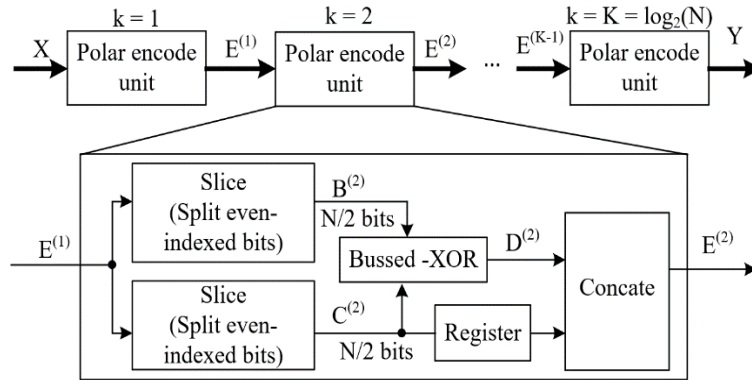 k = 1
k = 2
k = K = log₂(N)
X
Polar encode
unit
E⁽¹⁾
Polar encode
unit
E⁽²⁾
...
E⁽ᴷ⁻¹⁾
Polar encode
unit
Y
E⁽¹⁾
Slice
(Split even-
indexed bits)
B⁽²⁾
N/2 bits
Bussed -XOR
D⁽²⁾
Slice
(Split even-
indexed bits)
C⁽²⁾
N/2 bits
Register
Concate
E⁽²⁾